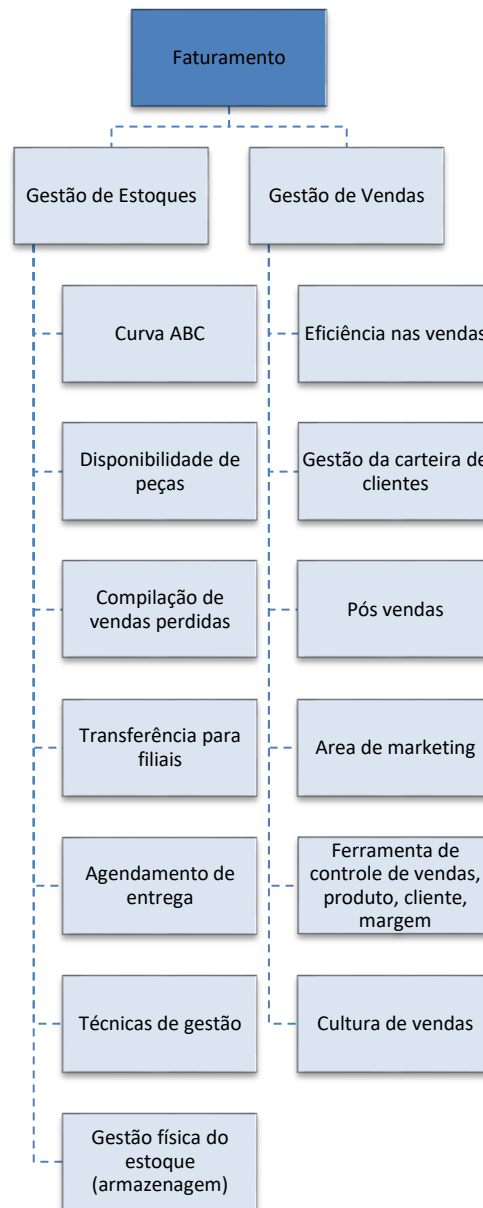 Faturamento
Gestão de Estoques
Gestão de Vendas
Curva ABC
Disponibilidade de
peças
Compilação de
vendas perdidas
Transferência para
filiais
Agendamento de
entrega
Técnicas de gestão
Gestão física do
estoque
(armazenagem)
Eficiência nas vendas
Gestão da carteira de
clientes
Pós vendas
Area de marketing
Ferramenta de
controle de vendas,
produto, cliente,
margem
Cultura de vendas